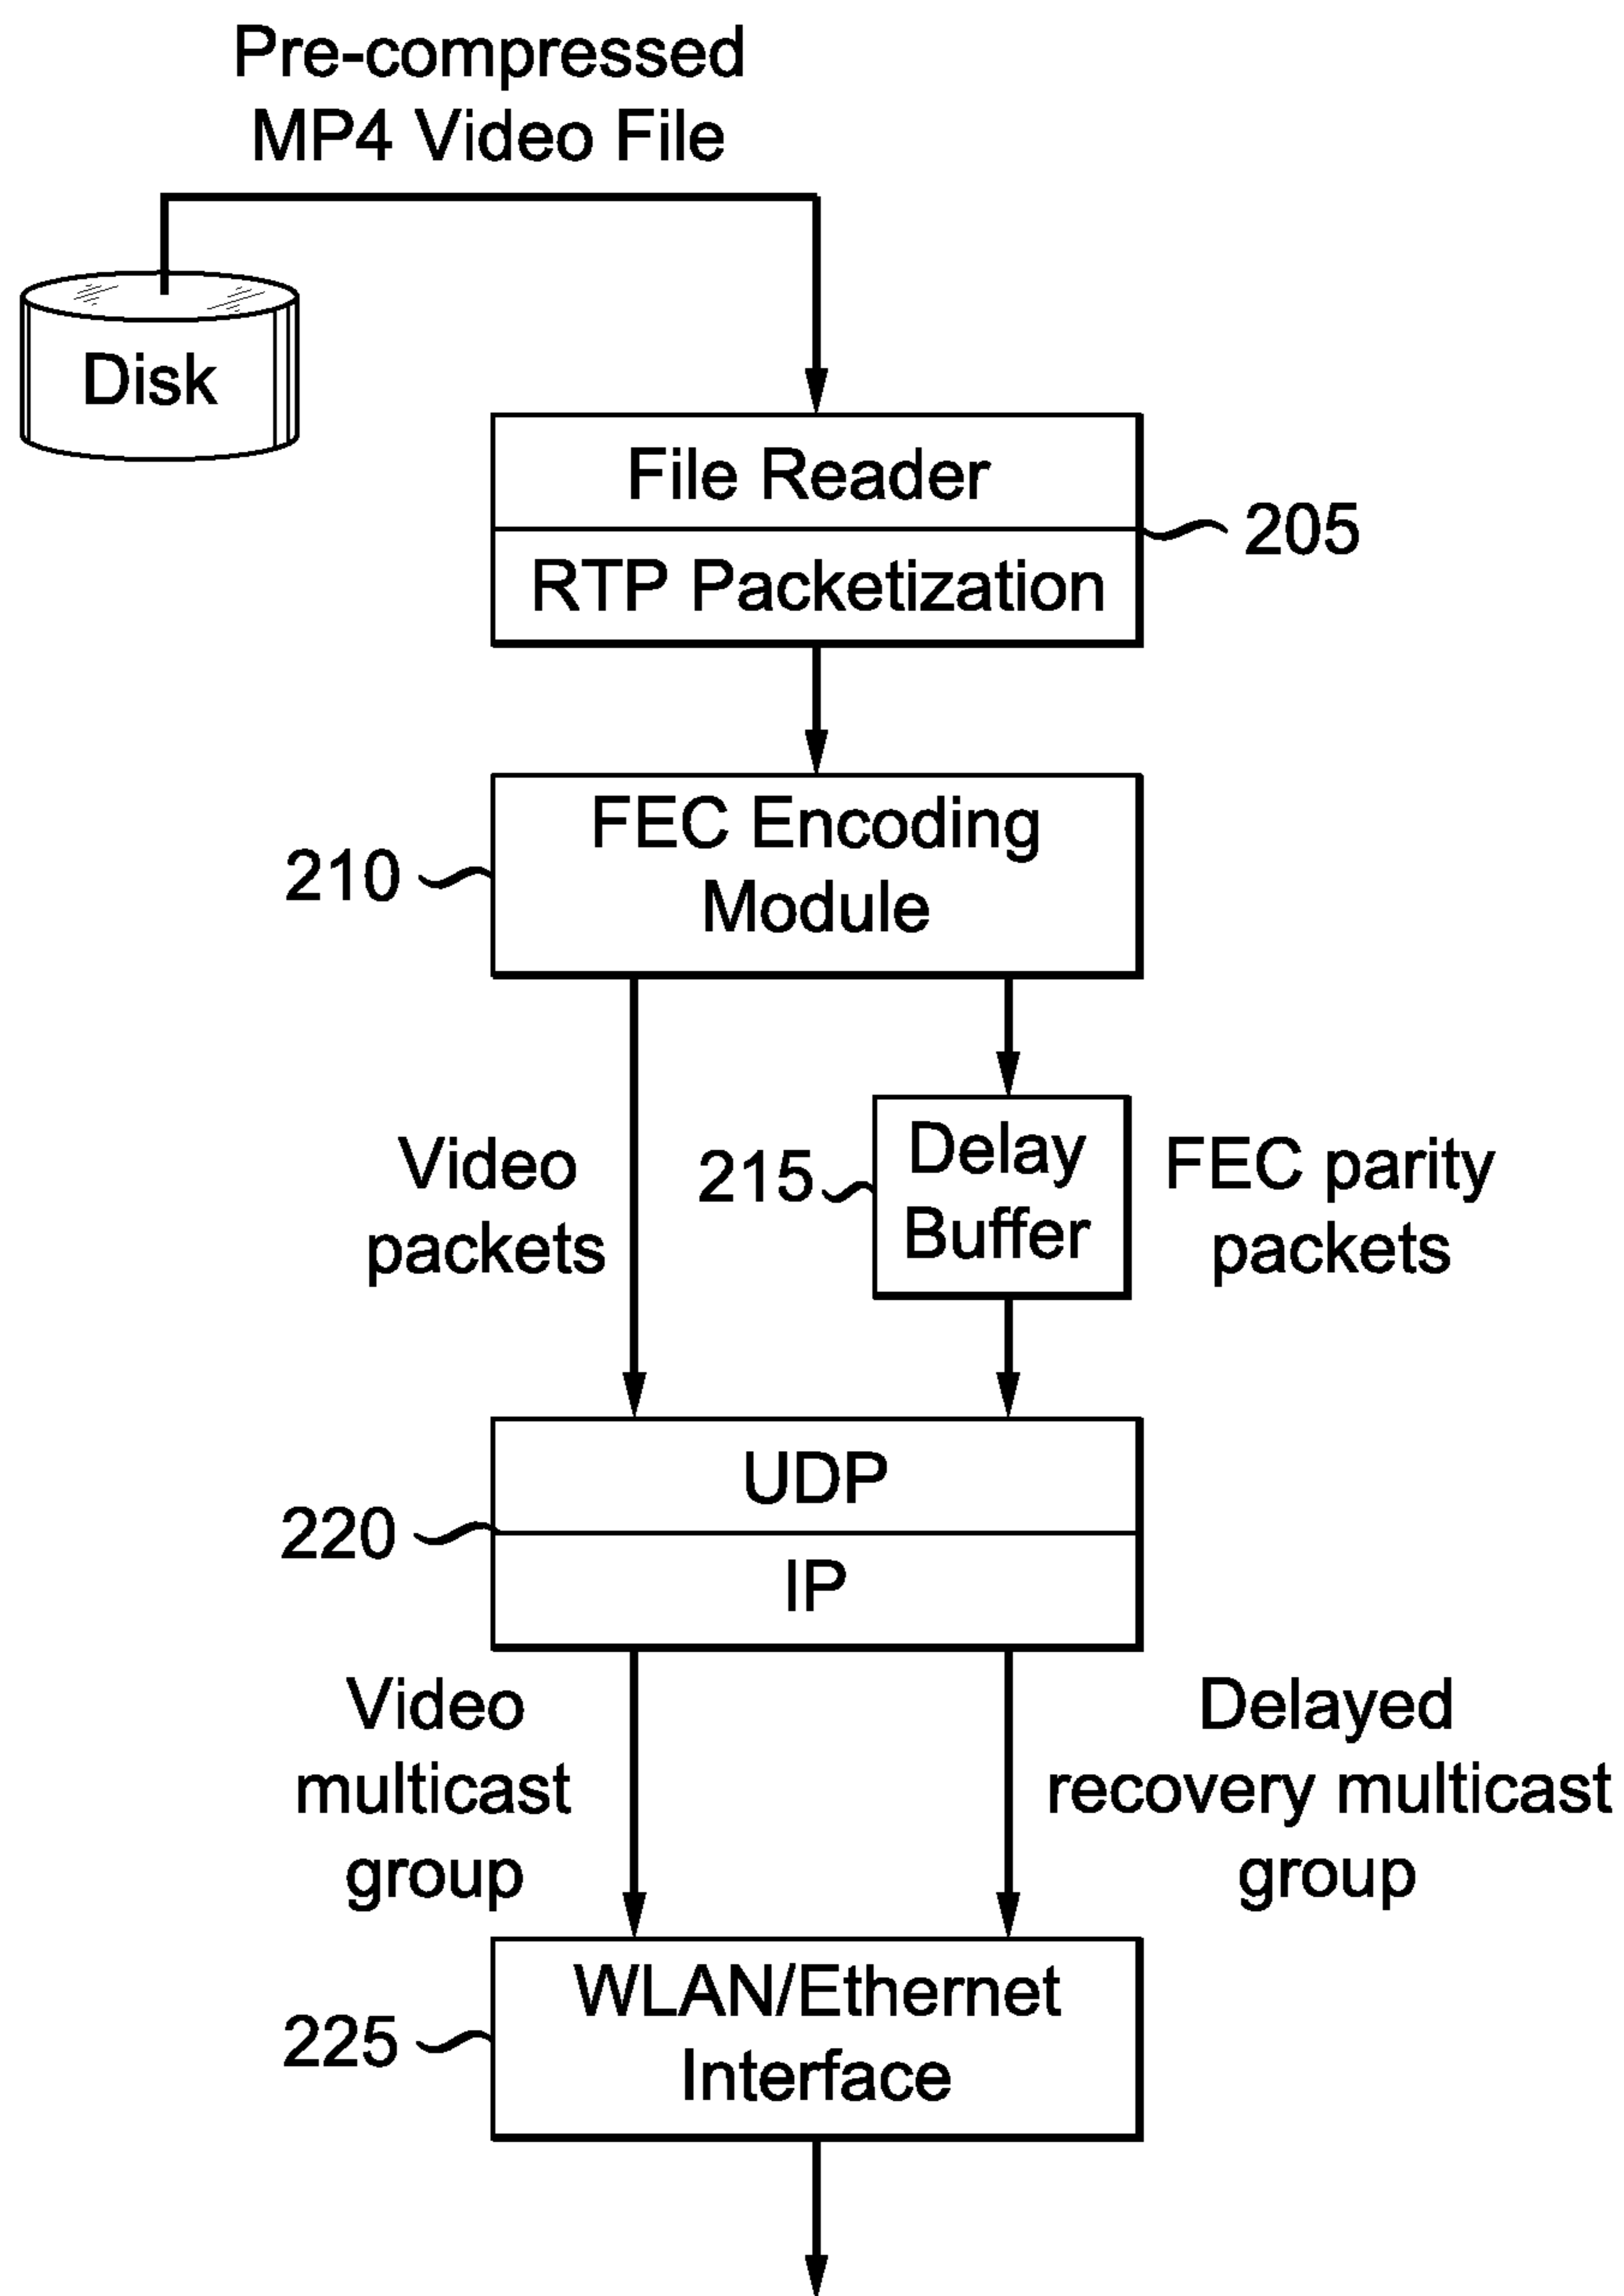 Pre-compressed
MP4 Video File
Disk
File Reader
205
RTP Packetization
FEC Encoding
210
Module
Video
packets
215
Delay
Buffer
FEC parity
packets
UDP
220
IP
Video
multicast
group
Delayed
recovery multicast
group
WLAN/Ethernet
225
Interface